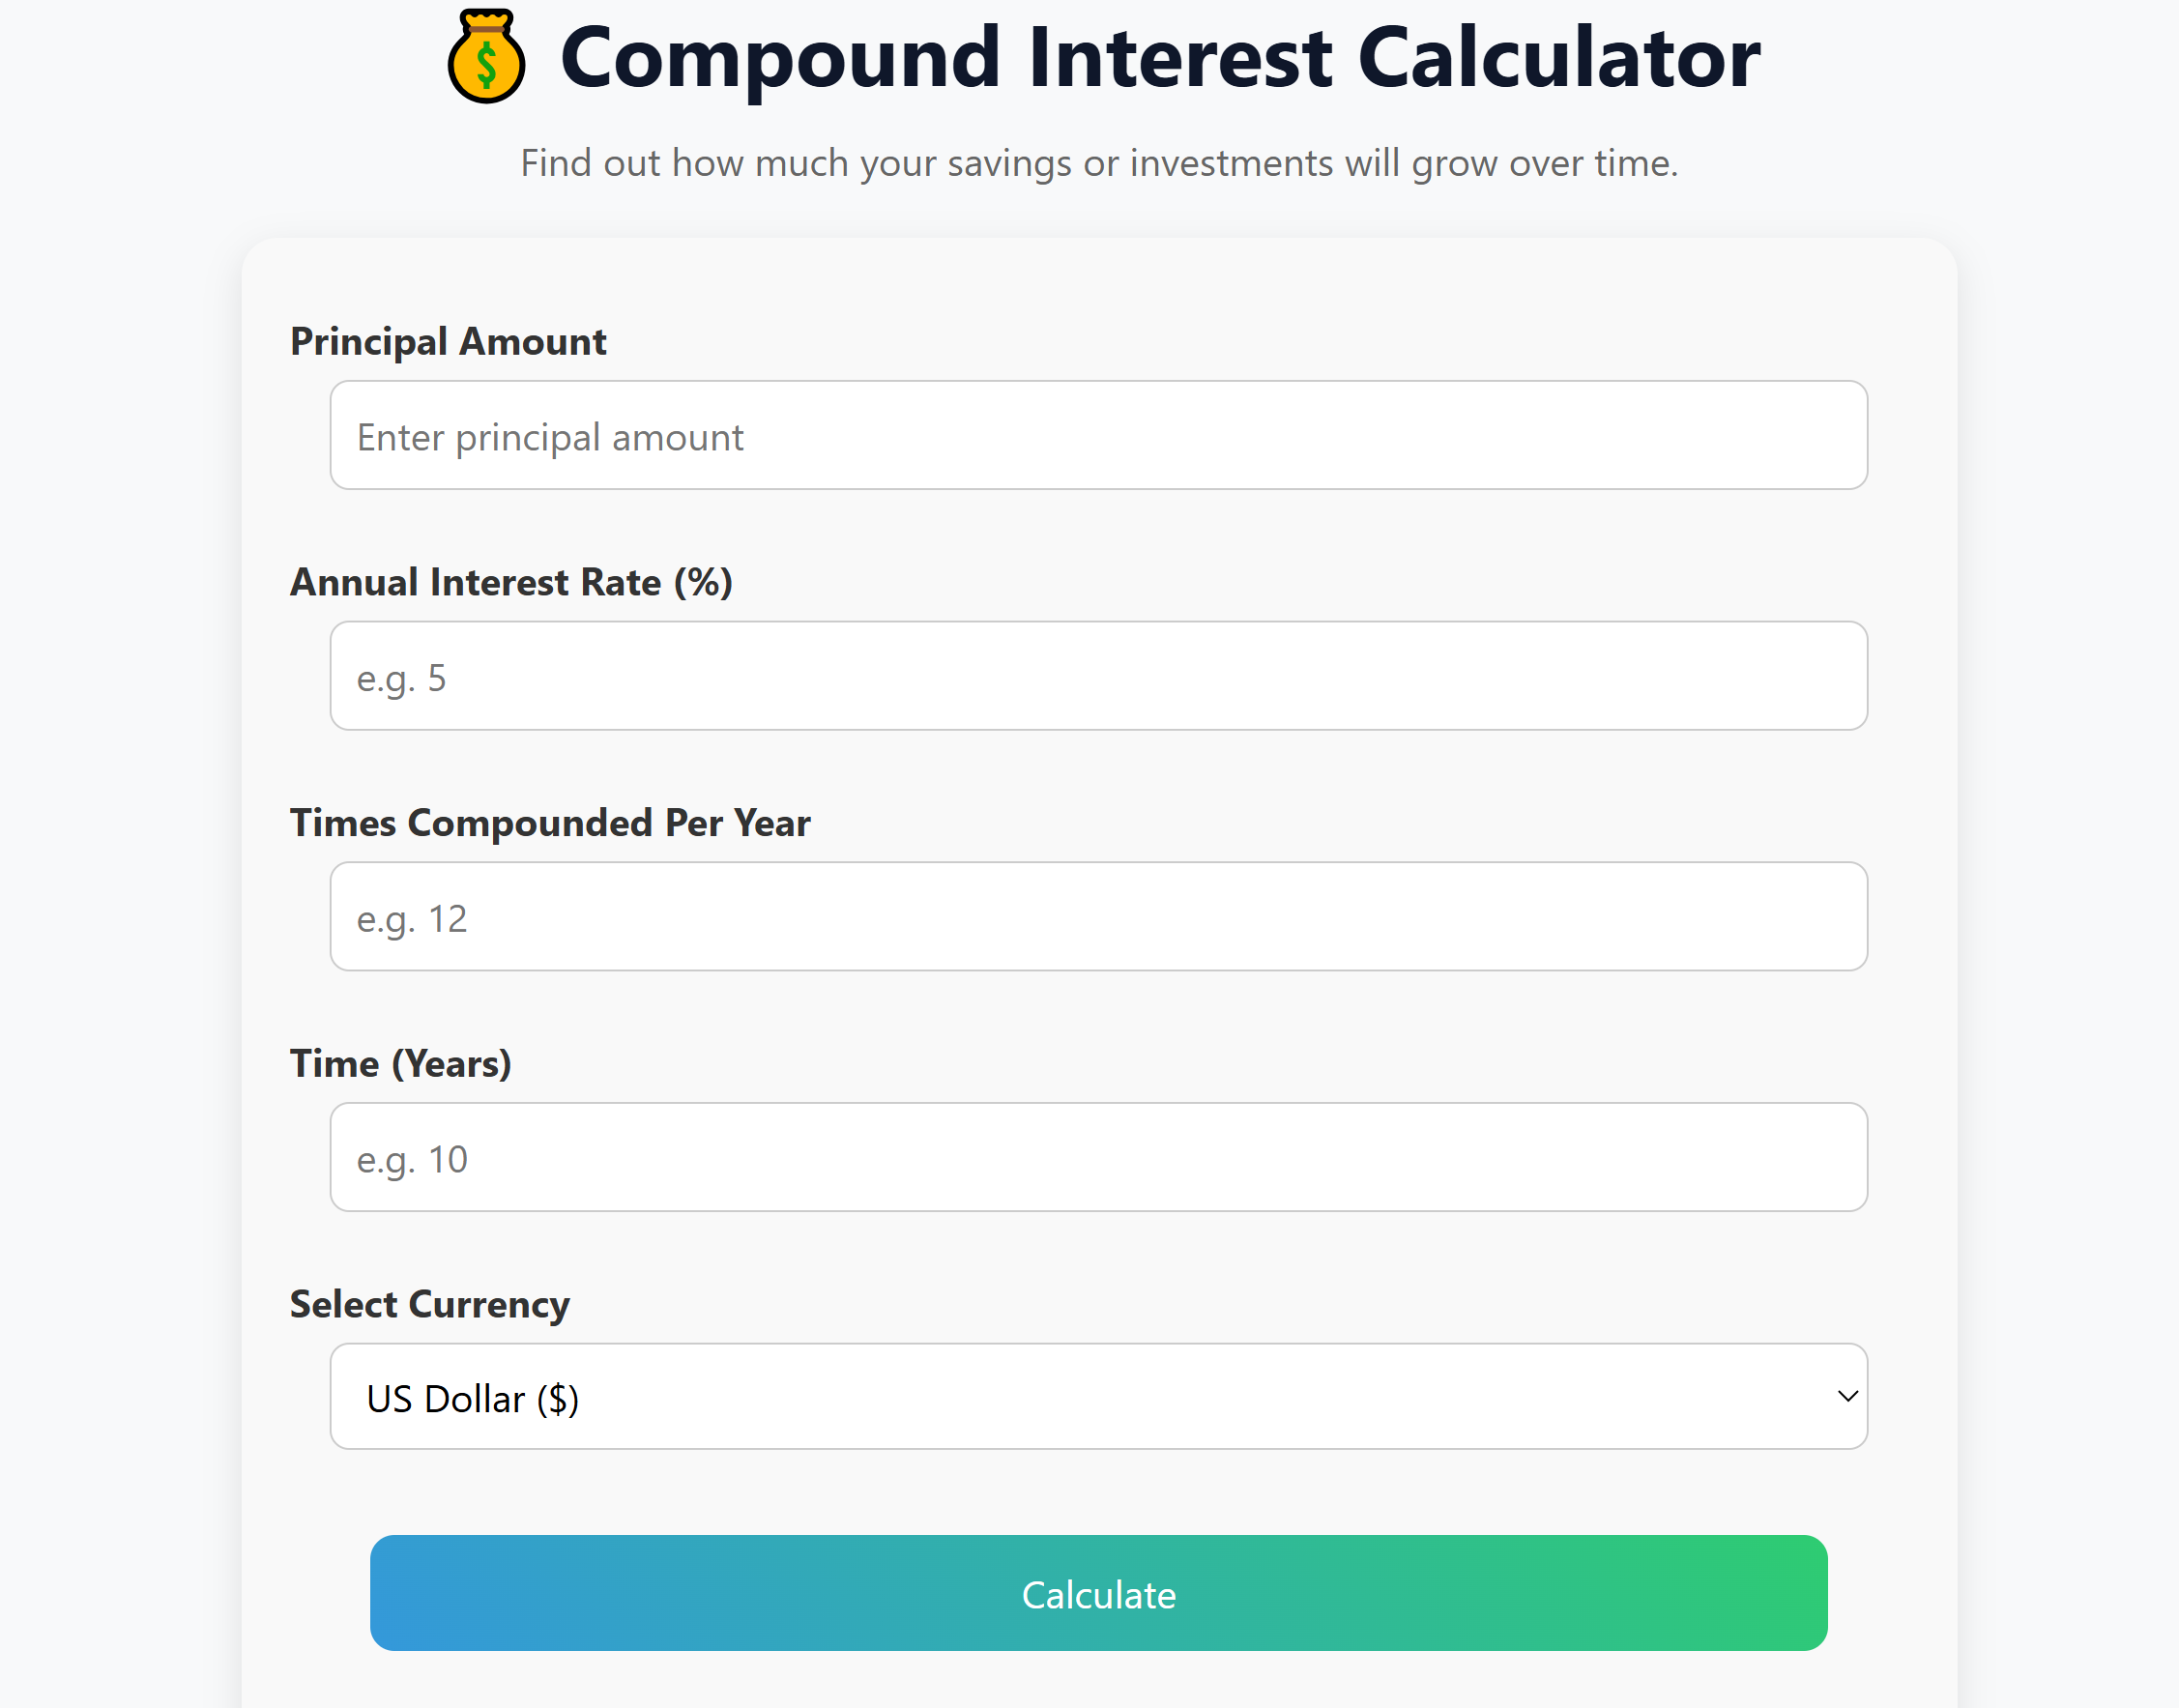 Compound Interest Calculator
Find out how much your savings or investments will grow over time.
Principal Amount
Enter principal amount
Annual Interest Rate (%)
e.g. 5
Times Compounded Per Year
e.g. 12
Time (Years)
e.g. 10
Select Currency
US Dollar ($)
Calculate